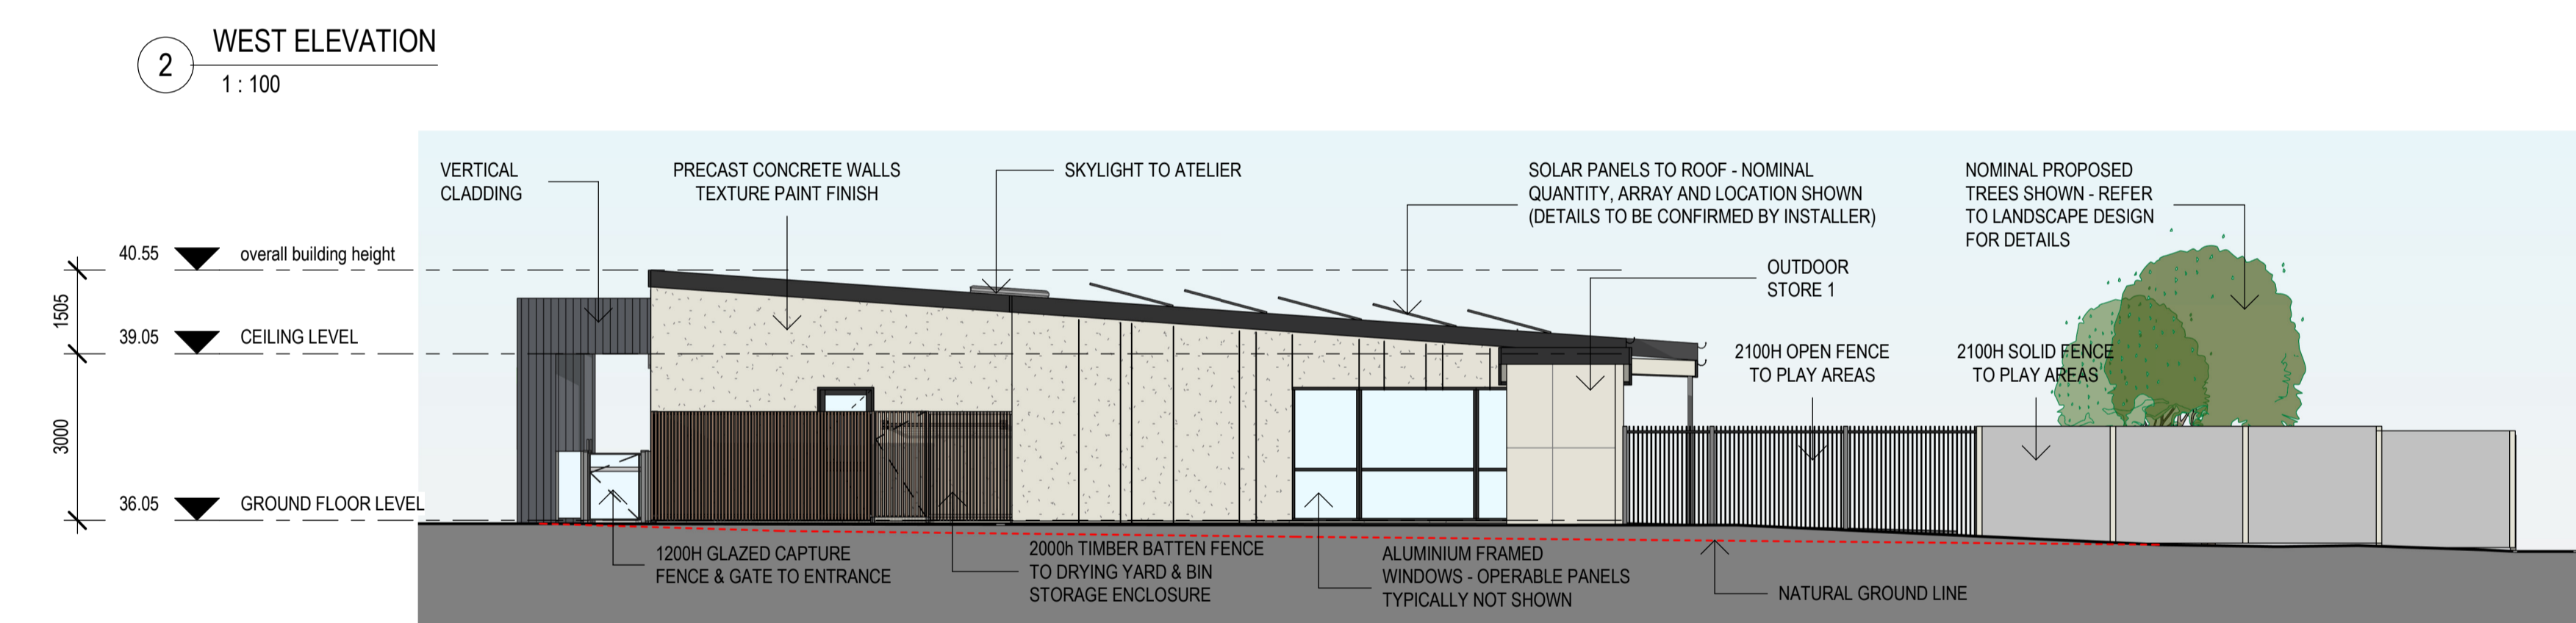 2
WEST ELEVATION
1 : 100
VERTICAL
CLADDING
PRECAST CONCRETE WALLS
TEXTURE PAINT FINISH
SKYLIGHT TO ATELIER
SOLAR PANELS TO ROOF - NOMINAL
QUANTITY, ARRAY AND LOCATION SHOWN
(DETAILS TO BE CONFIRMED BY INSTALLER)
NOMINAL PROPOSED
TREES SHOWN - REFER
TO LANDSCAPE DESIGN
FOR DETAILS
40.55
overall building height
OUTDOOR
STORE 1
1505
39.05
CEILING LEVEL
2100H OPEN FENCE
TO PLAY AREAS
2100H SOLID FENCE
TO PLAY AREAS
3000
36.05
GROUND FLOOR LEVEL
1200H GLAZED CAPTURE
FENCE & GATE TO ENTRANCE
2000h TIMBER BATTEN FENCE
TO DRYING YARD & BIN
STORAGE ENCLOSURE
ALUMINIUM FRAMED
WINDOWS - OPERABLE PANELS
TYPICALLY NOT SHOWN
NATURAL GROUND LINE